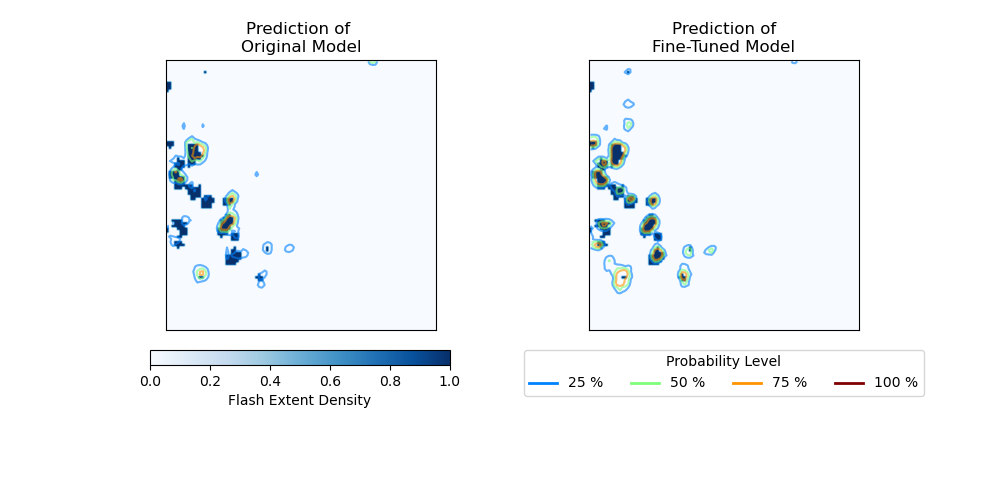 Prediction of
Original Model
Prediction of
Fine-Tuned Model
0.0 0.2 0.4 0.6 0.8 1.0
Flash Extent Density
Probability Level
25 % 50 % 75 % 100 %